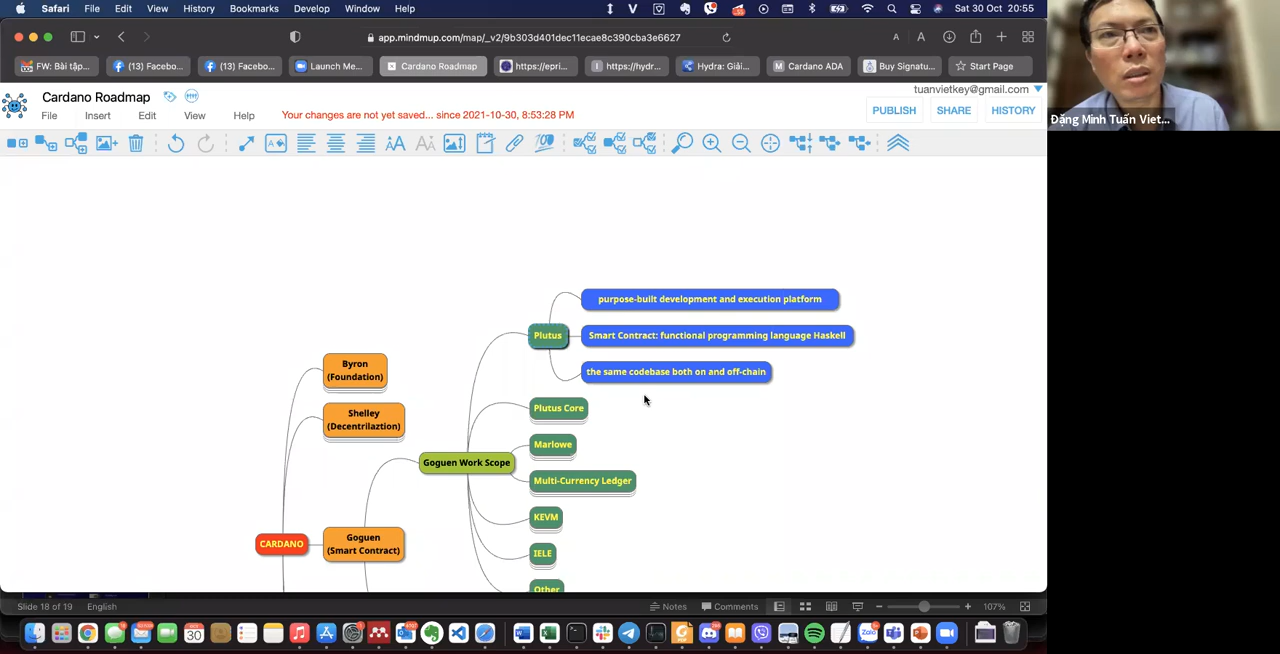 Safari File Edit View History Bookmarks Develop Window Help Sat 30 Oct 20:55
app.mindmup.com/map/_v2/9b303d401dec11ecae8c390cba3e6627
FW: Bài tập... (13) Facebo... (13) Facebo... Launch Me... Cardano Roadmap https://epri... https://hydr... Hydra: Giải... Cardano ADA Buy Signatu... Start Page
Cardano Roadmap
tuanvietkey@gmail.com
File Insert Edit View Help Your changes are not yet saved... since 2021-10-30, 8:53:28 PM PUBLISH SHARE HISTORY
Đặng Minh Tuấn Viet...
purpose-built development and execution platform
Plutus
Smart Contract: functional programming language Haskell
the same codebase both on and off-chain
Byron
(Foundation)
Shelley
(Decentrilaztion)
Plutus Core
Marlowe
Goguen Work Scope
Multi-Currency Ledger
KEVM
CARDANO
Goguen
(Smart Contract)
IELE
Other
Slide 18 of 19 English Notes Comments 107%